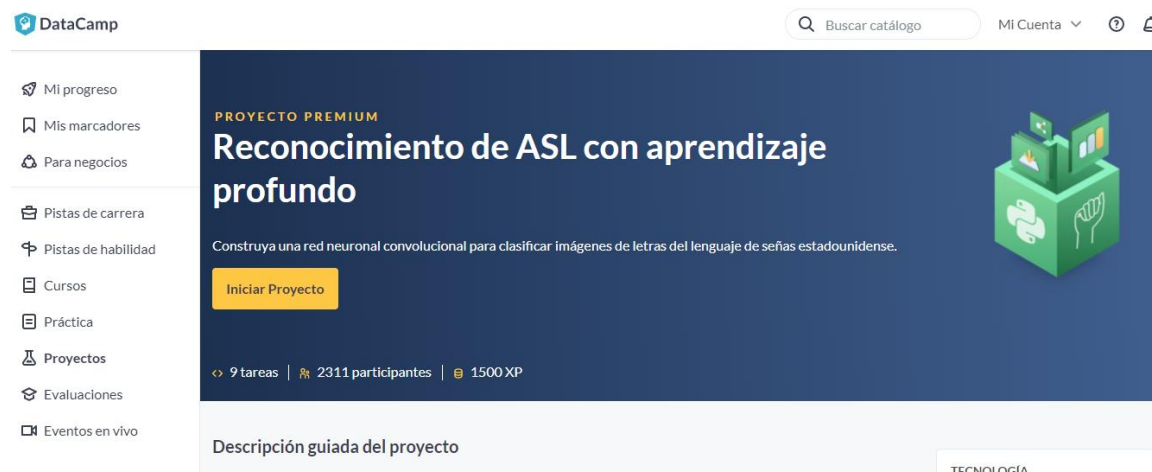 DataCamp
Buscar catálogo
Mi Cuenta
Mi progreso
Mis marcadores
Para negocios
Pistas de carrera
Pistas de habilidad
Cursos
Práctica
Proyectos
Evaluaciones
Eventos en vivo
PROYECTO PREMIUM
Reconocimiento de ASL con aprendizaje
profundo
Construya una red neuronal convolucional para clasificar imágenes de letras del lenguaje de señas estadounidense.
Iniciar Proyecto
9 tareas | 2311 participantes | 1500 XP
Descripción guiada del proyecto
TECNOLOGÍA